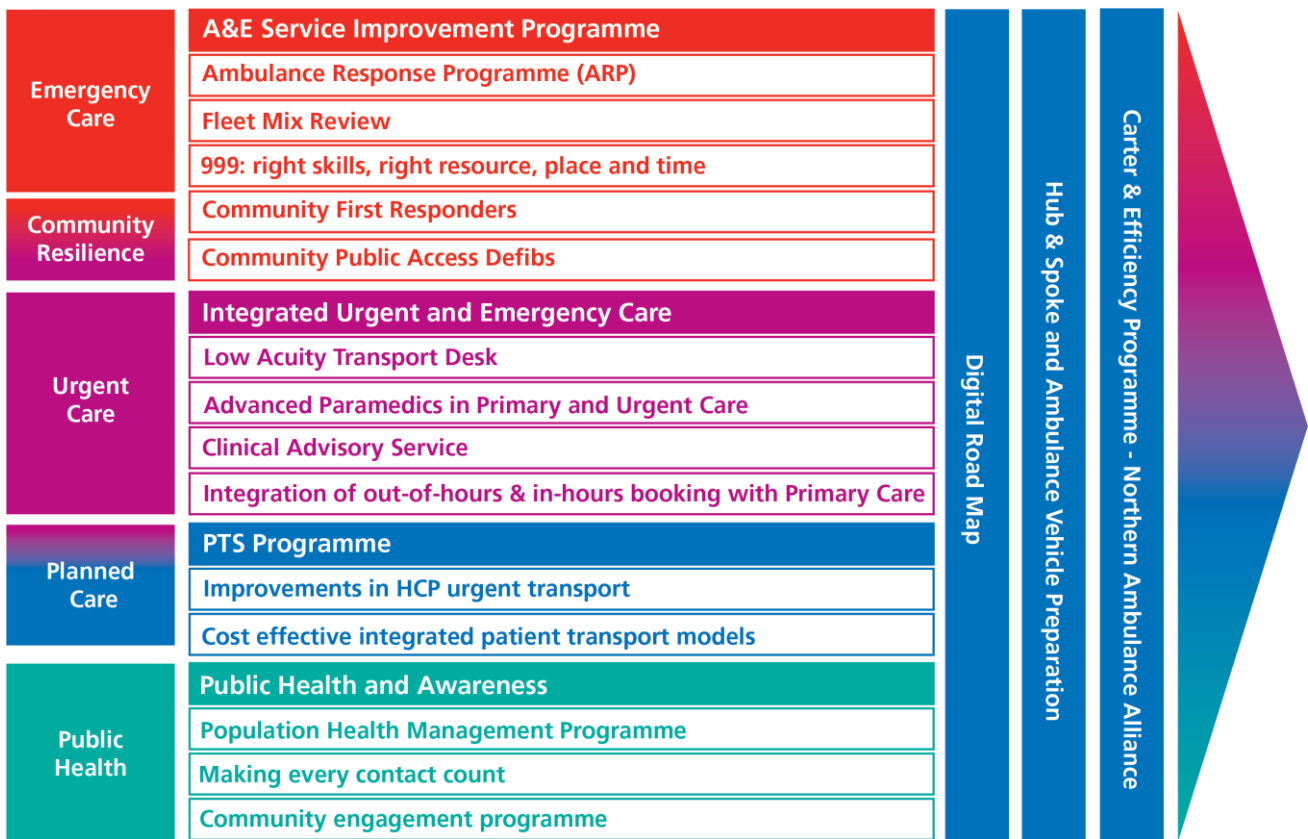 Emergency
Care
A&E Service Improvement Programme
Ambulance Response Programme (ARP)
Fleet Mix Review
999: right skills, right resource, place and time
Community
Resilience
Community First Responders
Community Public Access Defibs
Urgent
Care
Integrated Urgent and Emergency Care
Low Acuity Transport Desk
Advanced Paramedics in Primary and Urgent Care
Clinical Advisory Service
Integration of out-of-hours & in-hours booking with Primary Care
Planned
Care
PTS Programme
Improvements in HCP urgent transport
Cost effective integrated patient transport models
Public
Health
Public Health and Awareness
Population Health Management Programme
Making every contact count
Community engagement programme
Digital Road Map
Hub & Spoke and Ambulance Vehicle Preparation
Carter & Efficiency Programme - Northern Ambulance Alliance